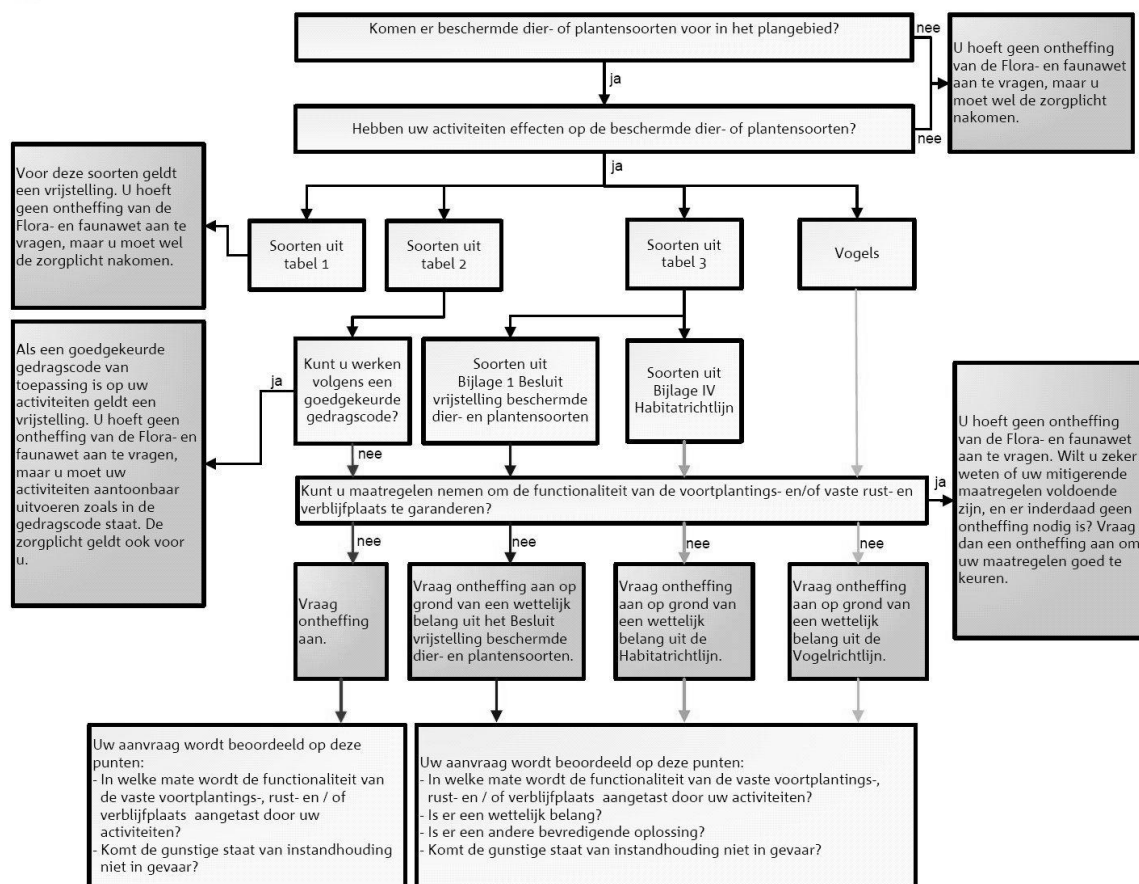 Komen er beschermde dier- of plantensoorten voor in het plangebied?
nee
U hoeft geen ontheffing
van de Flora- en faunawet
aan te vragen, maar u
moet wel de zorgplicht
nakomen.
ja
Hebben uw activiteiten effecten op de beschermde dier- of plantensoorten?
nee
ja
Voor deze soorten geldt
een vrijstelling. U hoeft
geen ontheffing van de
Flora- en faunawet aan te
vragen, maar u moet wel
de zorgplicht nakomen.
Soorten uit
tabel 1
Soorten uit
tabel 2
Soorten uit
tabel 3
Vogels
Als een goedgekeurde
gedragscode van
toepassing is op uw
activiteiten geldt een
vrijstelling. U hoeft geen
ontheffing van de Flora- en
faunawet aan te vragen,
maar u moet uw
activiteiten aantoonbaar
uitvoeren zoals in de
gedragscode staat. De
zorgplicht geldt ook voor
u.
ja
Kunt u werken
volgens een
goedgekeurde
gedragscode?
nee
Soorten uit
Bijlage 1 Besluit
vrijstelling beschermde
dier- en plantensoorten
Soorten uit
Bijlage IV
Habitatrichtlijn
Kunt u maatregelen nemen om de functionaliteit van de voortplantings- en/of vaste rust- en
verblijfplaats te garanderen?
ja
U hoeft geen ontheffing
van de Flora- en faunawet
aan te vragen. Wilt u zeker
weten of uw mitigerende
maatregelen voldoende
zijn, en er inderdaad geen
ontheffing nodig is? Vraag
dan een ontheffing aan om
uw maatregelen goed te
keuren.
nee
nee
nee
nee
Vraag
ontheffing
aan.
Vraag ontheffing aan op
grond van een wettelijk
belang uit het Besluit
vrijstelling beschermde
dier- en plantensoorten.
Vraag ontheffing
aan op grond van
een wettelijk
belang uit de
Habitatrichtlijn.
Vraag ontheffing
aan op grond van
een wettelijk
belang uit de
Vogelrichtlijn.
Uw aanvraag wordt beoordeeld op deze
punten:
- In welke mate wordt de functionaliteit van
de vaste voortplantings-, rust- en / of
verblijfplaats aangetast door uw
activiteiten?
- Komt de gunstige staat van instandhouding
niet in gevaar?
Uw aanvraag wordt beoordeeld op deze punten:
- In welke mate wordt de functionaliteit van de vaste voortplantings-,
rust- en / of verblijfplaats aangetast door uw activiteiten?
- Is er een wettelijk belang?
- Is er een andere bevredigende oplossing?
- Komt de gunstige staat van instandhouding niet in gevaar?